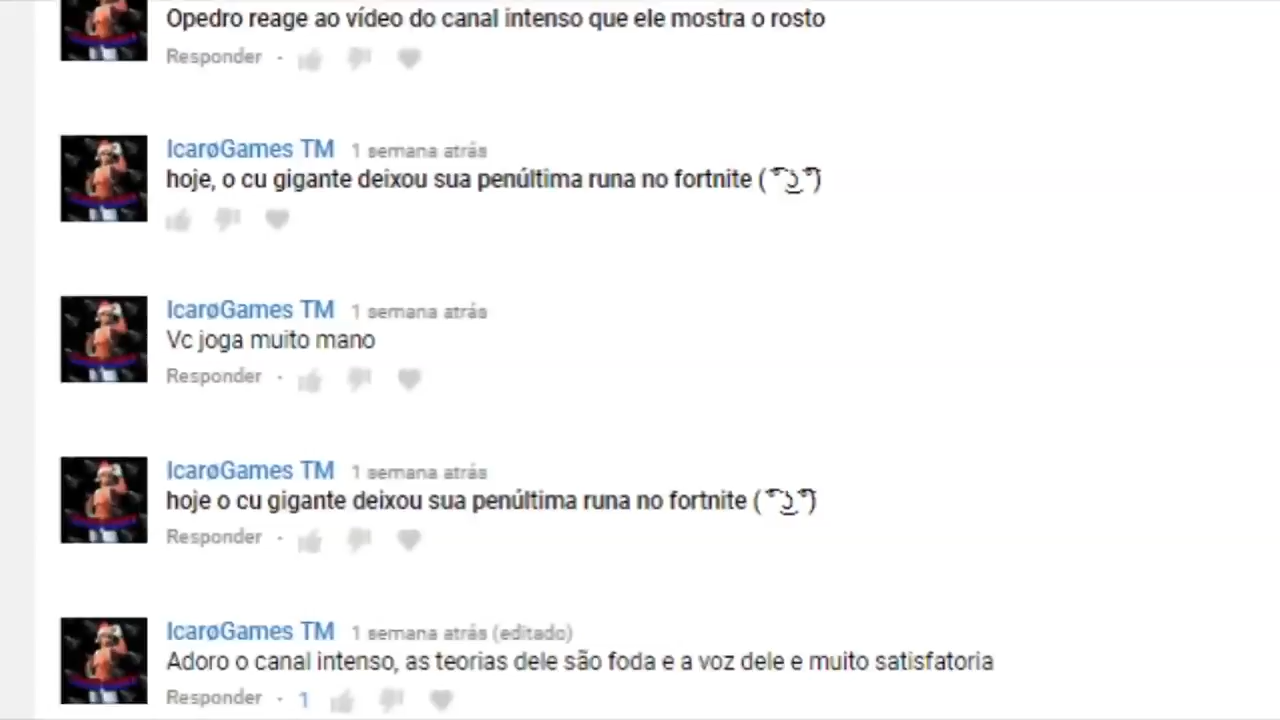 Opedro reage ao vídeo do canal intenso que ele mostra o rosto
Responder
IcarøGames TM 1 semana atrás
hoje, o cu gigante deixou sua penúltima runa no fortnite ( ͡° ͜ʖ ͡°)
IcarøGames TM 1 semana atrás
Vc joga muito mano
Responder
IcarøGames TM 1 semana atrás
hoje o cu gigante deixou sua penúltima runa no fortnite ( ͡° ͜ʖ ͡°)
Responder
IcarøGames TM 1 semana atrás (editado)
Adoro o canal intenso, as teorias dele são foda e a voz dele e muito satisfatoria
Responder · 1